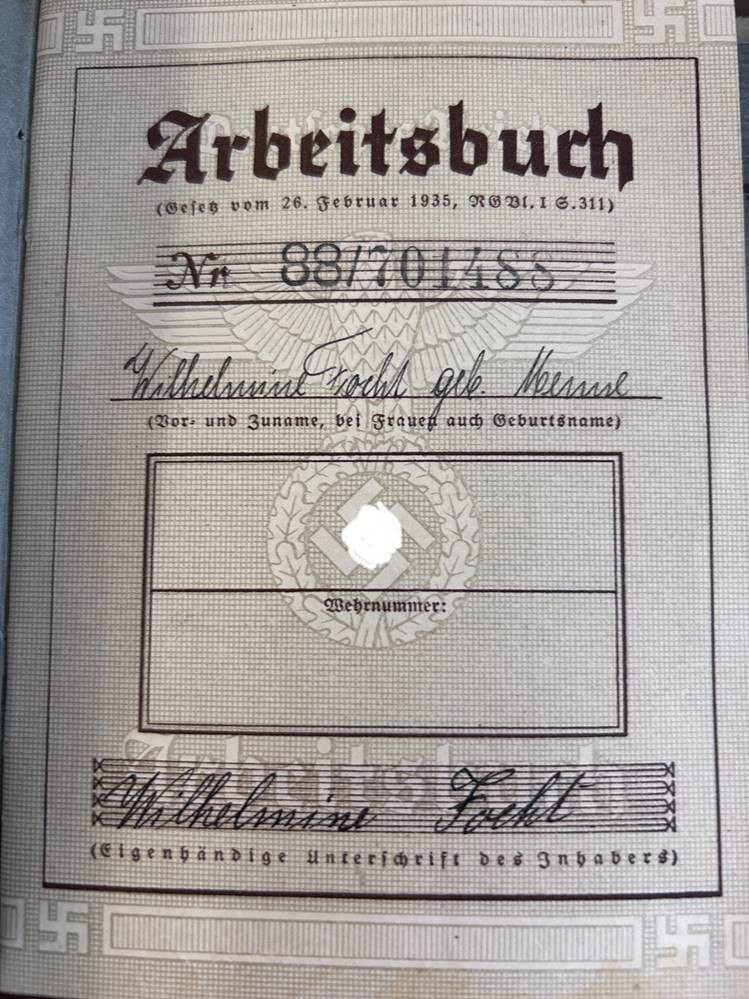 Arbeitsbuch
(Gesetz vom 26. Februar 1935, RGBl. I S. 311)
Nr 88/701488
Wilhelmine Focht geb. Menne
(Vor- und Zuname, bei Frauen auch Geburtsname)
Wehrnummer:
Wilhelmine Focht
(Eigenhändige Unterschrift des Inhabers)